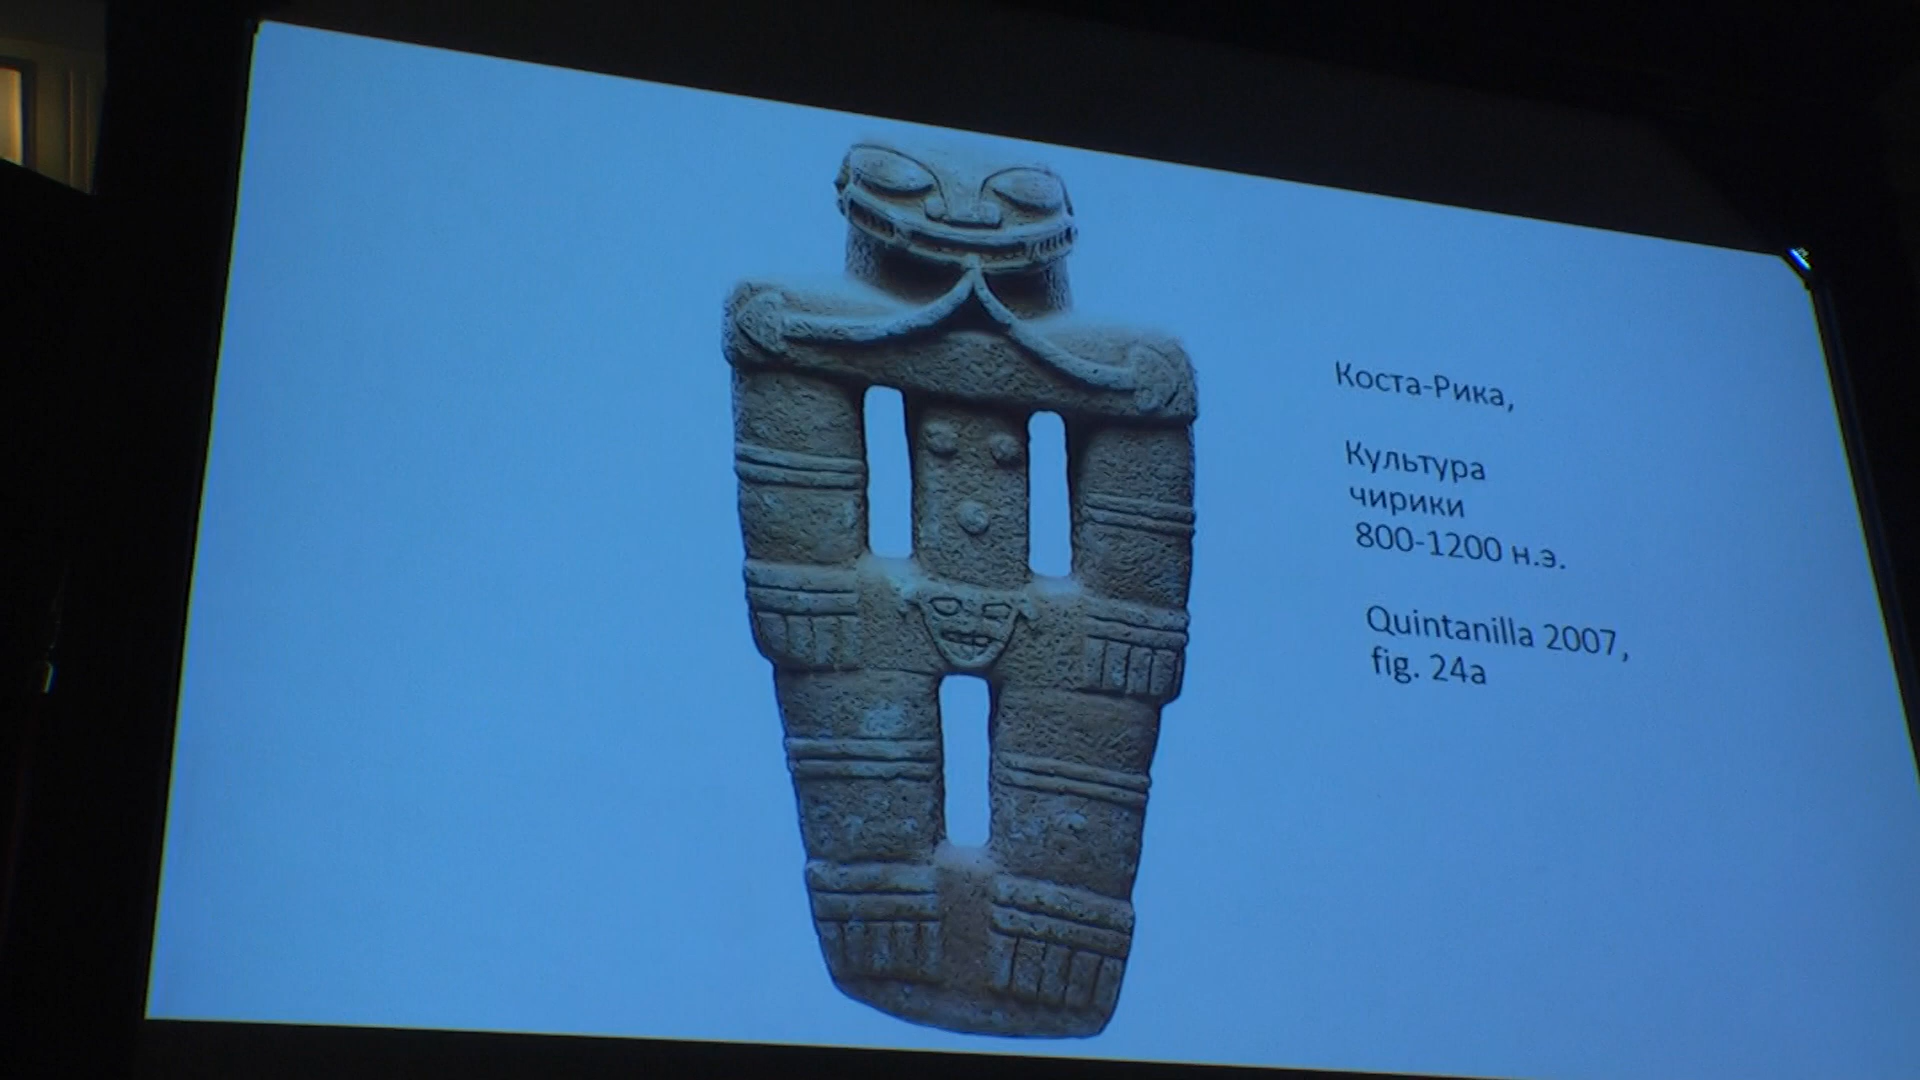 Коста-Рика,
Культура
чирики
800-1200 н.э.
Quintanilla 2007,
fig. 24a